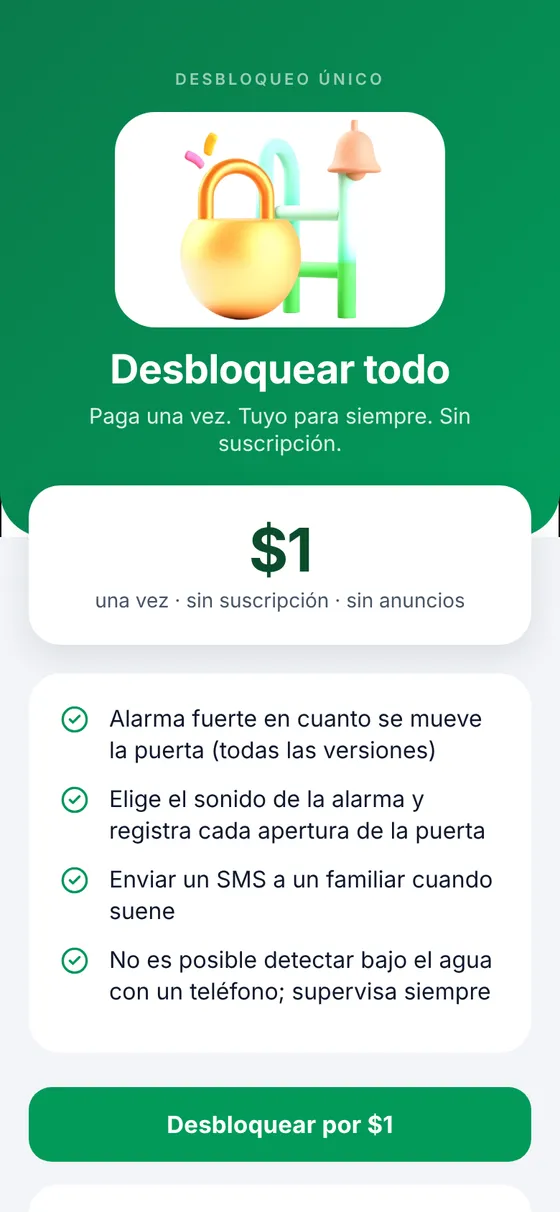 DESBLOQUEO ÚNICO
Desbloquear todo
Paga una vez. Tuyo para siempre. Sin
suscripción.
$1
una vez · sin suscripción · sin anuncios
Alarma fuerte en cuanto se mueve
la puerta (todas las versiones)
Elige el sonido de la alarma y
registra cada apertura de la puerta
Enviar un SMS a un familiar cuando
suene
No es posible detectar bajo el agua
con un teléfono; supervisa siempre
Desbloquear por $1